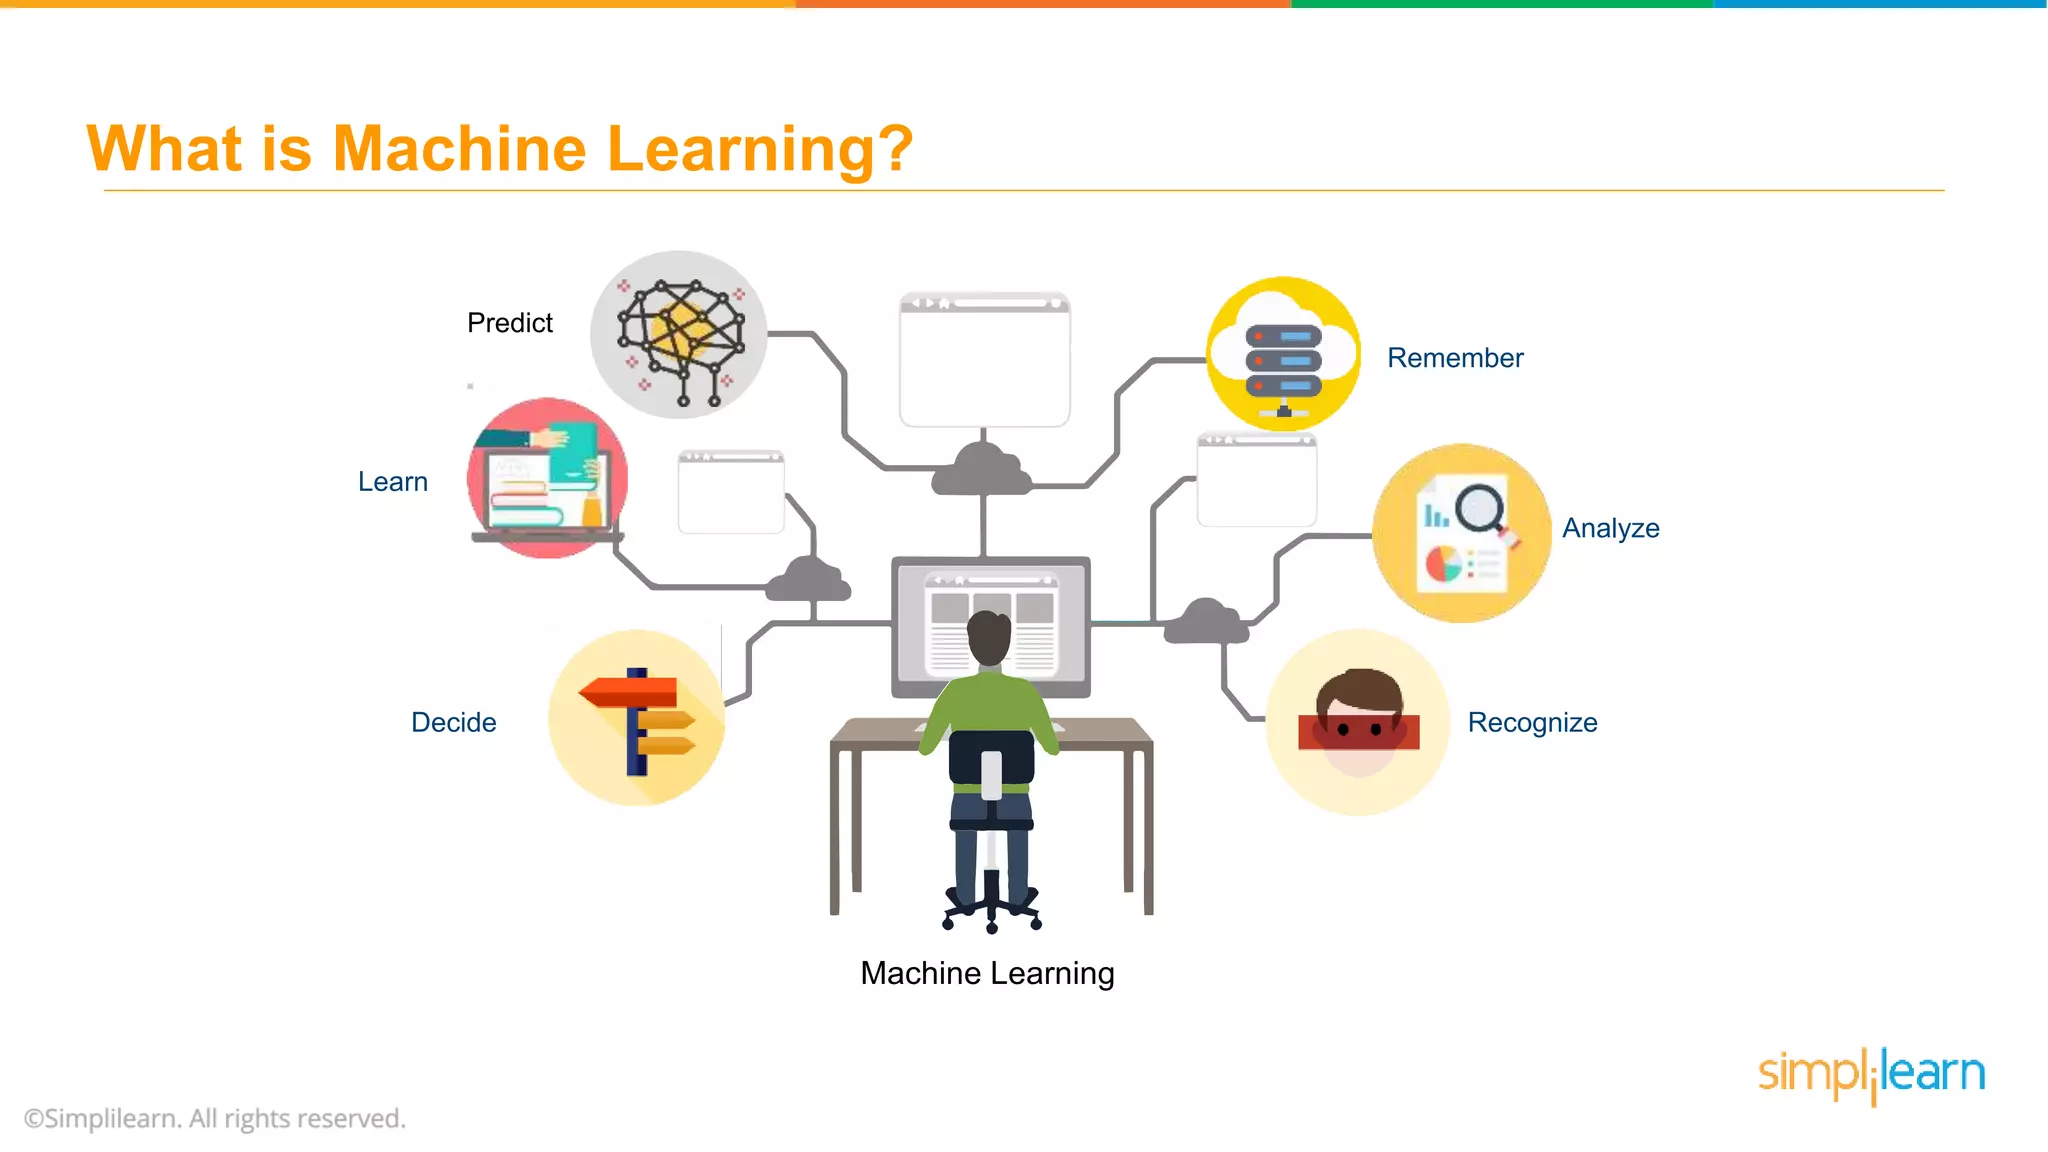 What is Machine Learning?
Predict
Remember
Learn
Analyze
Decide
Recognize
Machine Learning
simplilearn
©Simplilearn. All rights reserved.